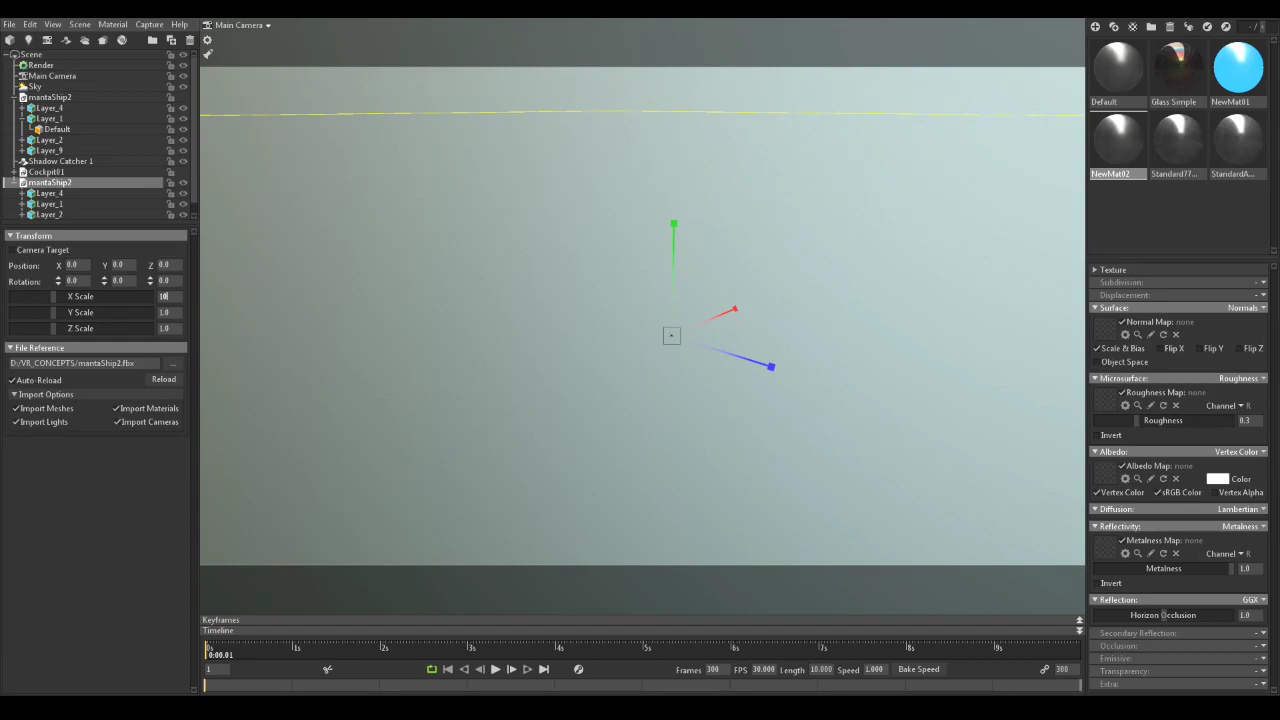 File Edit View Scene Material Capture Help
Main Camera
- / -
Scene
Render
Main Camera
Sky
mantaShip2
Layer_4
Layer_1
Default
Layer_2
Layer_9
Shadow Catcher 1
Cockpit01
mantaShip2
Layer_4
Layer_1
Layer_2
Transform
Camera Target
Position: X 0.0 Y 0.0 Z 0.0
Rotation: 0.0 0.0 0.0
X Scale 10
Y Scale 1.0
Z Scale 1.0
File Reference
D:/VR_CONCEPTS/mantaShip2.fbx ...
Auto-Reload Reload
Import Options
Import Meshes Import Materials
Import Lights Import Cameras
Keyframes
Timeline
0s 1s 2s 3s 4s 5s 6s 7s 8s 9s
0:00.01
1 Frames 300 FPS 30.000 Length 10.000 Speed 1.000 Bake Speed 300
Default Glass Simple NewMat01
NewMat02 Standard77... StandardA...
Texture
Subdivision: -
Displacement: -
Surface: Normals
Normal Map: none
Scale & Bias Flip X Flip Y Flip Z
Object Space
Microsurface: Roughness
Roughness Map: none
Channel R
Roughness 0.3
Invert
Albedo: Vertex Color
Albedo Map: none
Color
Vertex Color sRGB Color Vertex Alpha
Diffusion: Lambertian
Reflectivity: Metalness
Metalness Map: none
Channel R
Metalness 1.0
Invert
Reflection: GGX
Horizon Occlusion 1.0
Secondary Reflection: -
Occlusion: -
Emissive: -
Transparency: -
Extra: -